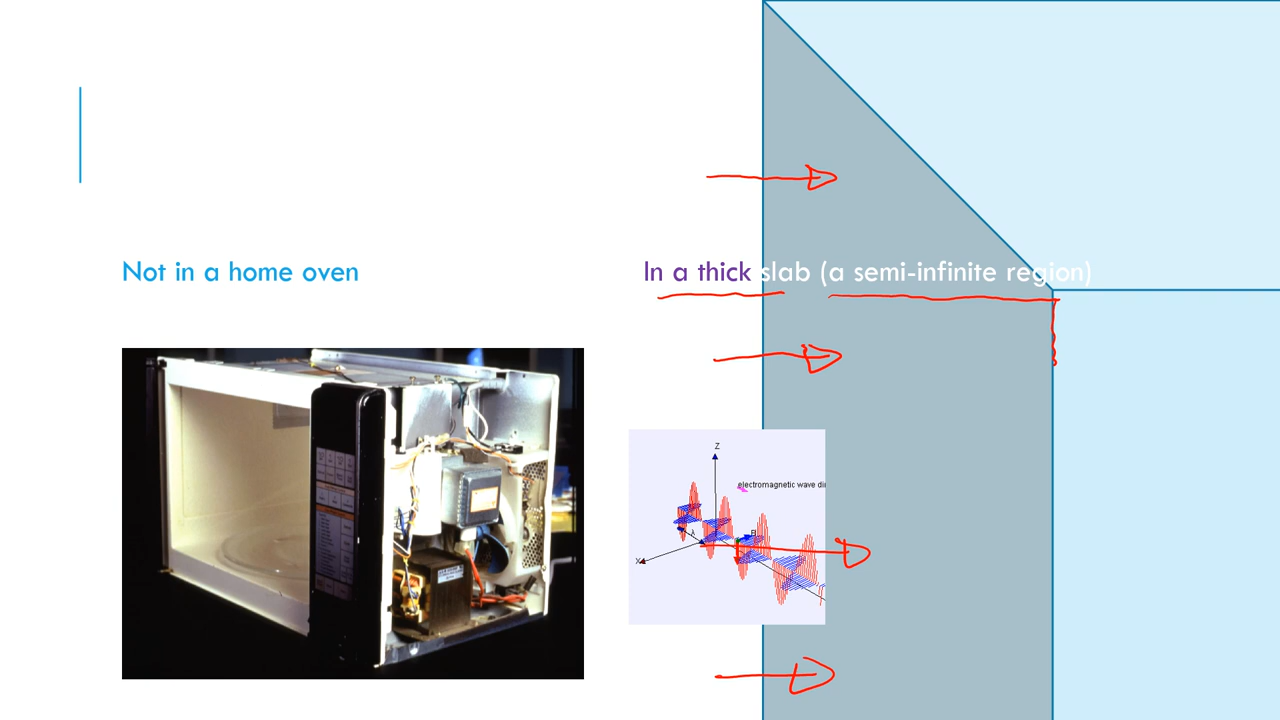 Not in a home oven
In a thick slab (a semi-infinite region)
Z
electromagnetic wave di
X
B